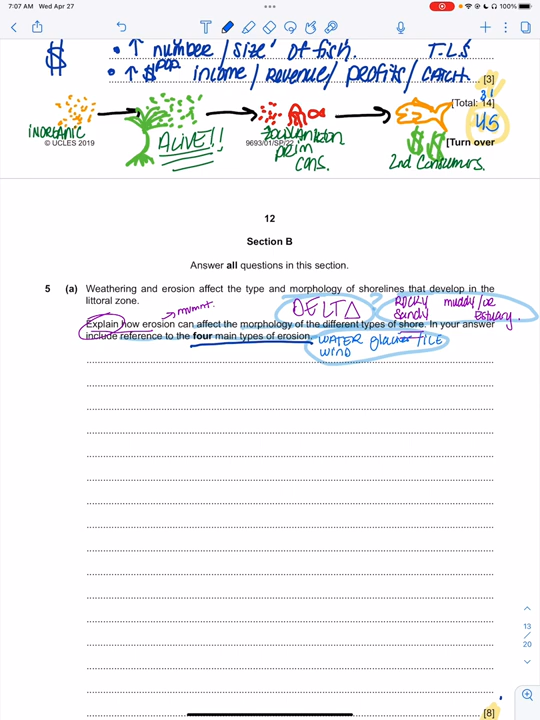 7:07 AM Wed Apr 27
100%
$
• ↑ number / size of fish. T.L.S
• ↑ $ pop income / revenue / profits / catch
[3]
[Total: 14]
INORGANIC
ALIVE!!
prim
cons.
$ $
2nd Consumers.
45
© UCLES 2019
9693/01/SP/22
[Turn over
12
Section B
Answer all questions in this section.
5 (a) Weathering and erosion affect the type and morphology of shorelines that develop in the
littoral zone.
DELTA ?
ROCKY muddy/or
Sandy Estuary.
→ mvmnt.
Explain how erosion can affect the morphology of the different types of shore. In your answer
include reference to the four main types of erosion.
WATER glacier/ICE
WIND
[8]
13
/
20